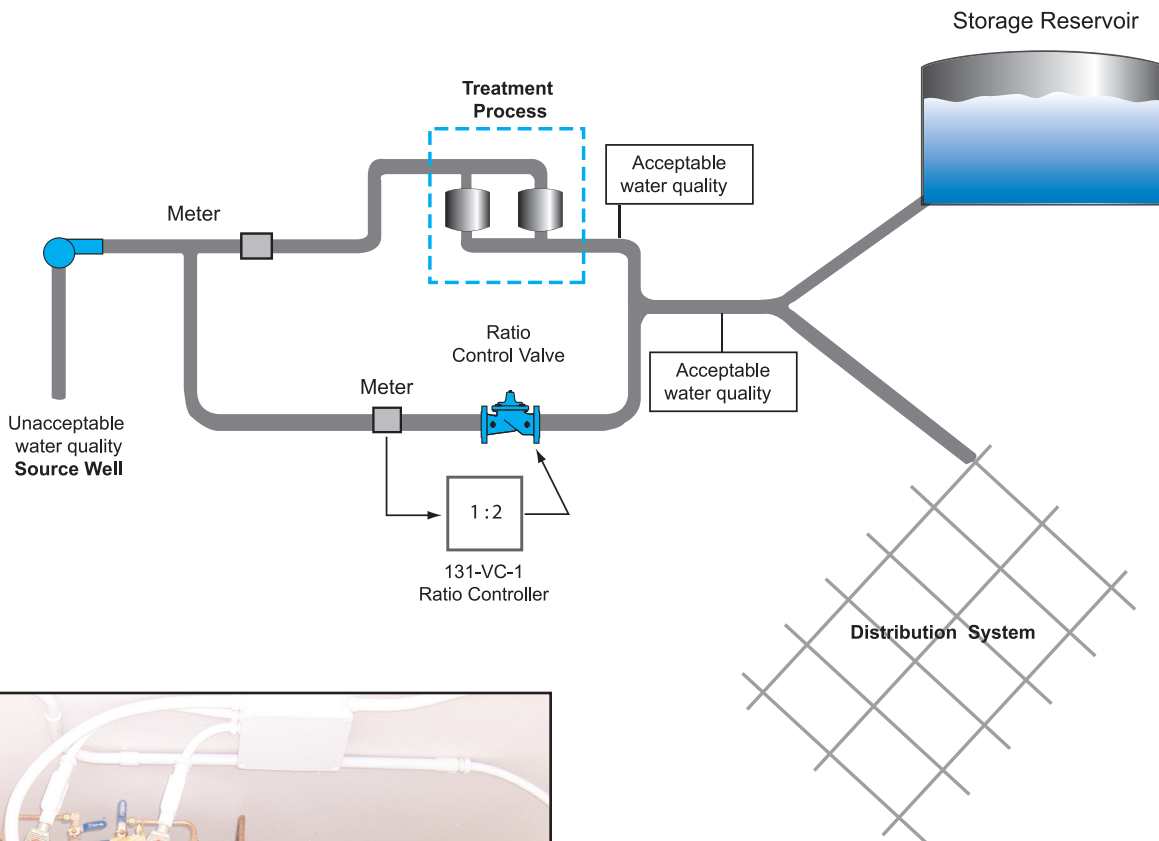 Storage Reservoir
Treatment
Process
Acceptable
water quality
Meter
Ratio
Control Valve
Acceptable
water quality
Meter
Unacceptable
water quality
Source Well
1 : 2
131-VC-1
Ratio Controller
Distribution System